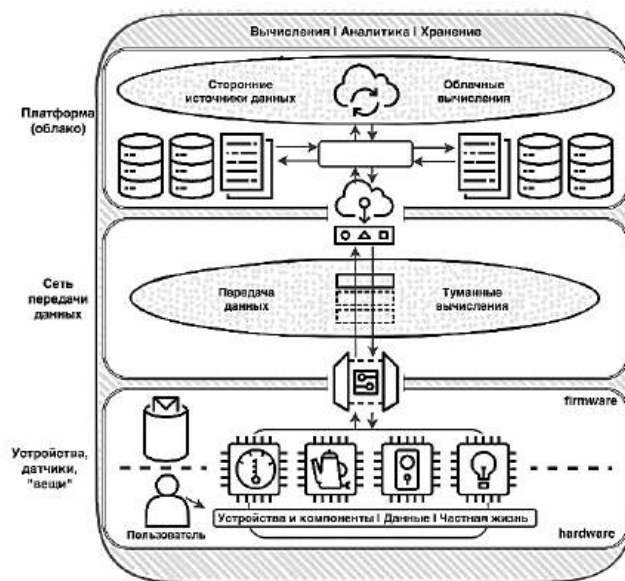 Вычисления | Аналитика | Хранение
Платформа
(облако)
Сторонние
источники данных
Облачные
вычисления
Сеть
передачи
данных
Передача
данных
Туманные
вычисления
firmware
Устройства,
датчики,
"вещи"
Пользователь
Устройства и компоненты | Данные | Частная жизнь
hardware